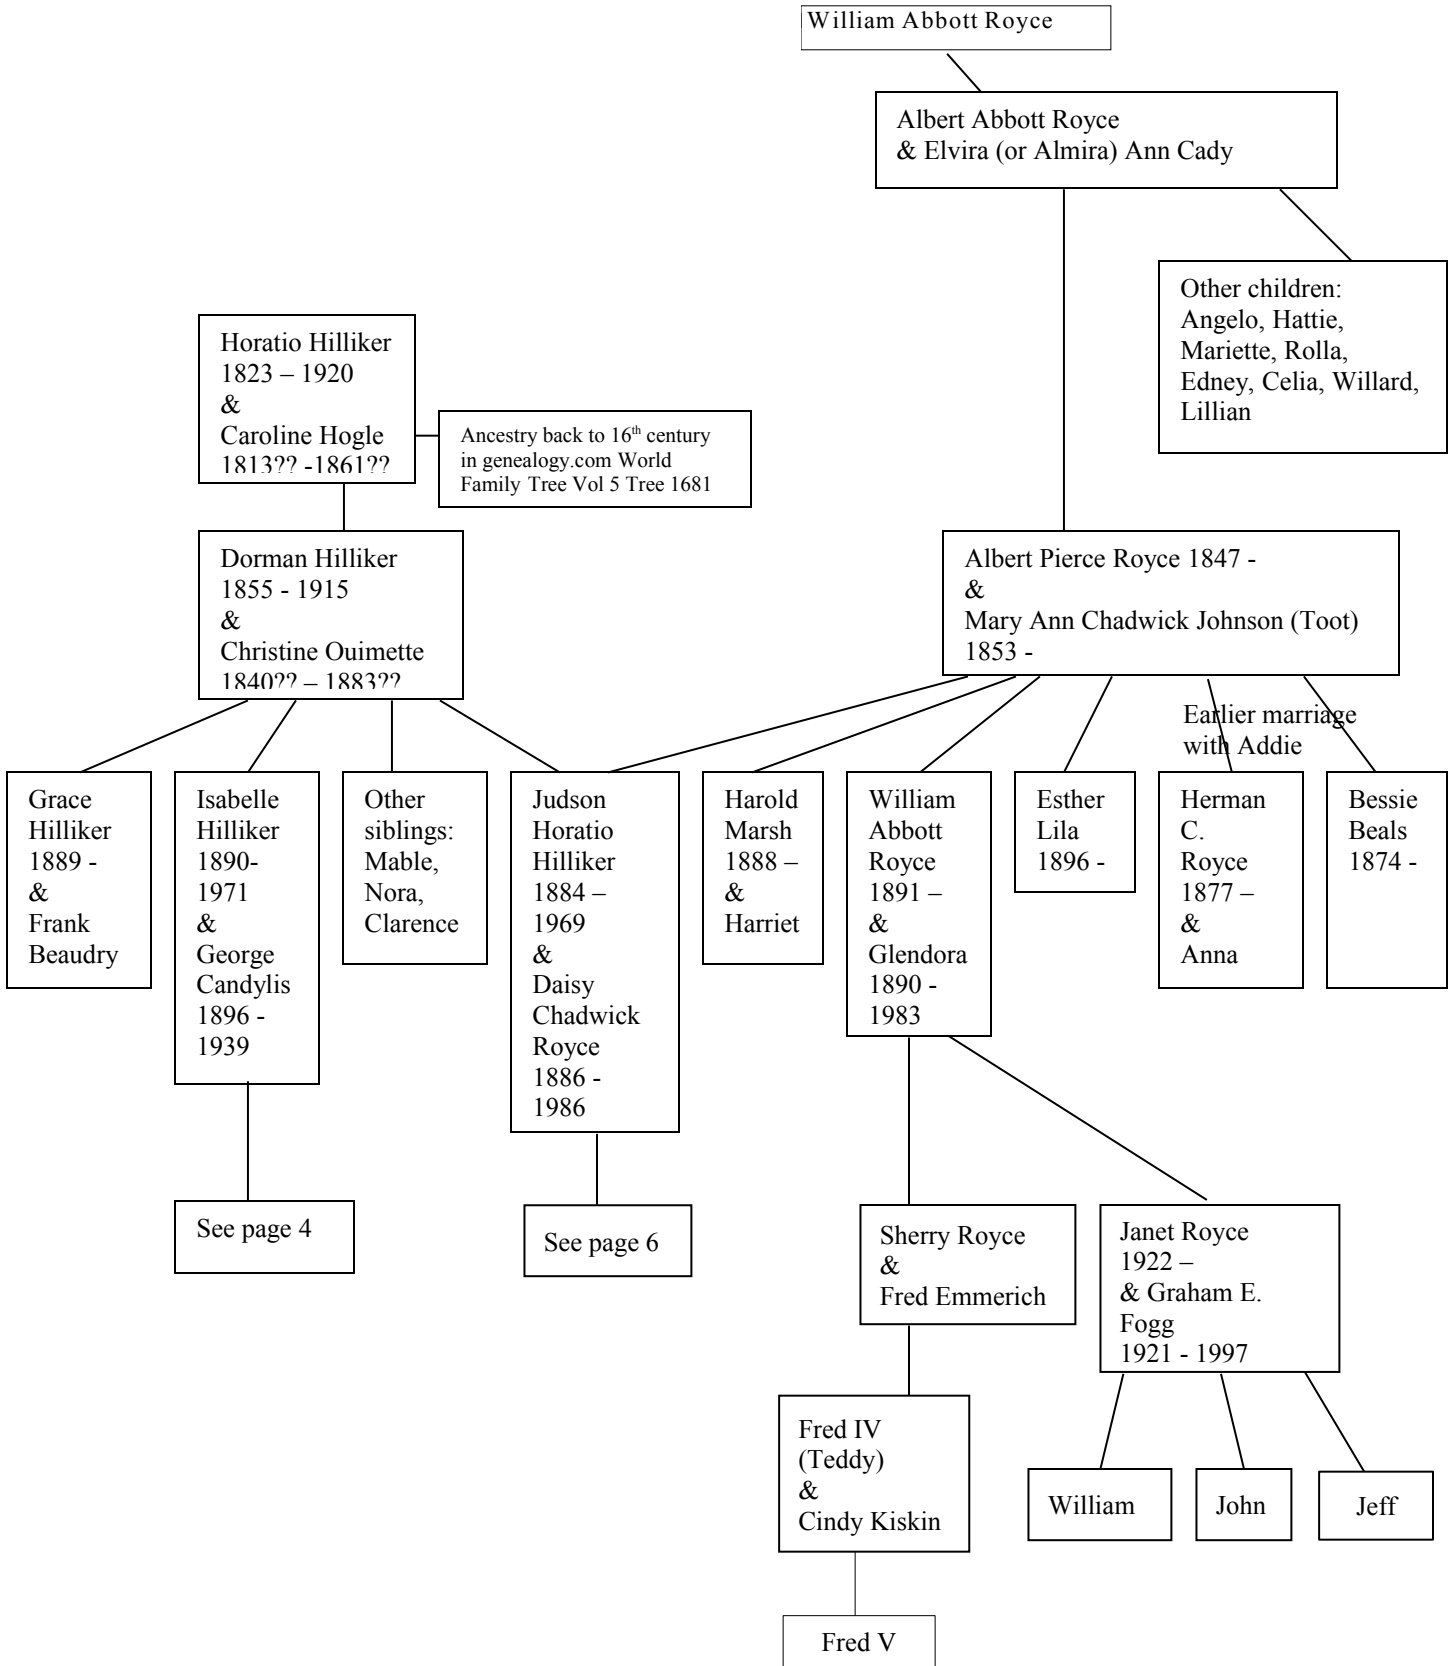 William Abbott Royce
Albert Abbott Royce
& Elvira (or Almira) Ann Cady
Other children:
Angelo, Hattie,
Mariette, Rolla,
Edney, Celia, Willard,
Lillian
Horatio Hilliker
1823 – 1920
&
Caroline Hogle
1813?? -1861??
Ancestry back to 16th century
in genealogy.com World
Family Tree Vol 5 Tree 1681
Dorman Hilliker
1855 - 1915
&
Christine Ouimette
1840?? – 1883??
Albert Pierce Royce 1847 -
&
Mary Ann Chadwick Johnson (Toot)
1853 -
Earlier marriage
with Addie
Grace
Hilliker
1889 -
&
Frank
Beaudry
Isabelle
Hilliker
1890-
1971
&
George
Candylis
1896 -
1939
Other
siblings:
Mable,
Nora,
Clarence
Judson
Horatio
Hilliker
1884 –
1969
&
Daisy
Chadwick
Royce
1886 -
1986
Harold
Marsh
1888 –
&
Harriet
William
Abbott
Royce
1891 –
&
Glendora
1890 -
1983
Esther
Lila
1896 -
Herman
C.
Royce
1877 –
&
Anna
Bessie
Beals
1874 -
See page 4
See page 6
Sherry Royce
&
Fred Emmerich
Janet Royce
1922 –
& Graham E.
Fogg
1921 - 1997
Fred IV
(Teddy)
&
Cindy Kiskin
William
John
Jeff
Fred V